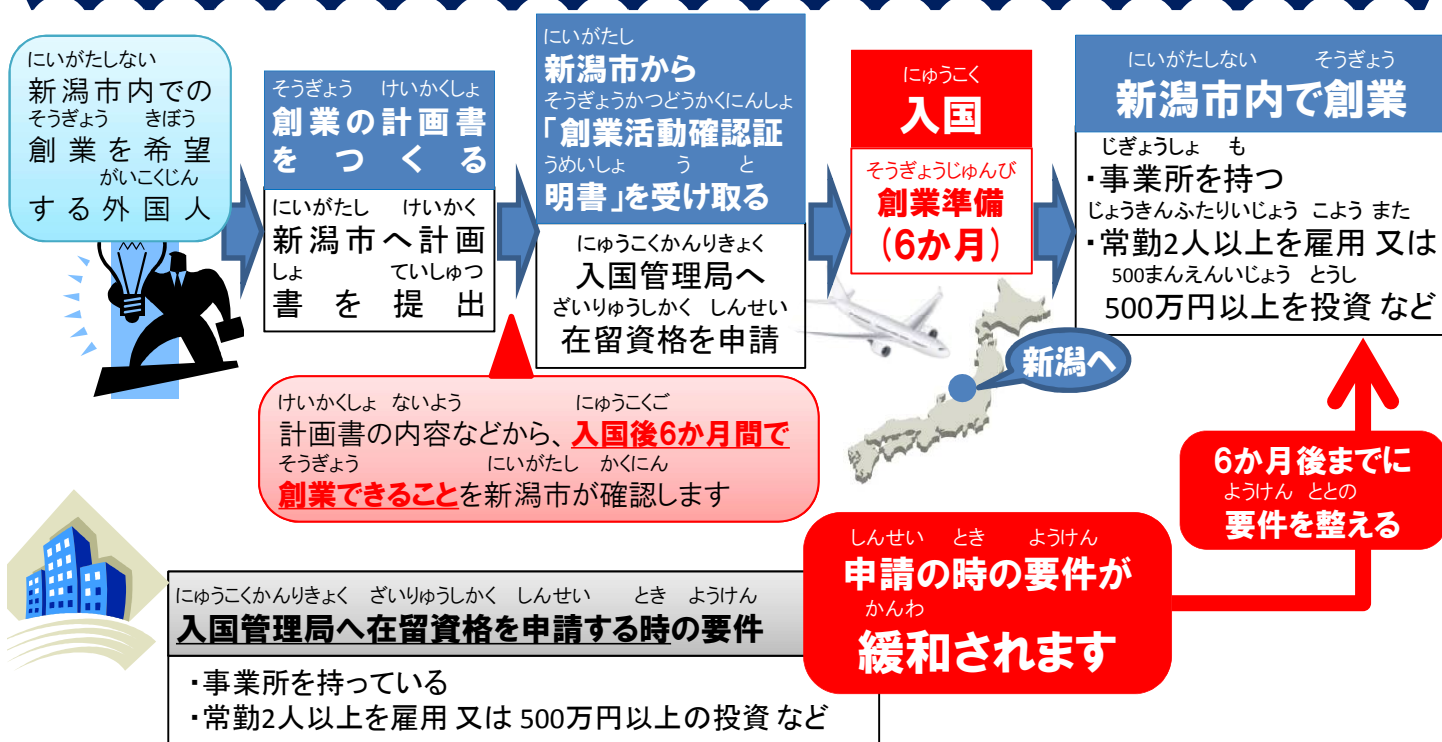 にいがたしない
新潟市内での
そうぎょう きぼう
創業を希望
がいこくじん
する外国人
そうぎょう けいかくしょ
創業の計画書
をつくる
にいがたし けいかく
新潟市へ計画
しょ ていしゅつ
書を提出
にいがたし
新潟市から
そうぎょうかつどうかくにんしょ
「創業活動確認証
うめいしょ う と
明書」を受け取る
にゅうこくかんりきょく
入国管理局へ
ざいりゅうしかく しんせい
在留資格を申請
にゅうこく
入国
そうぎょうじゅんび
創業準備
(6か月)
にいがたしない そうぎょう
新潟市内で創業
じぎょうしょ も
・事業所を持つ
じょうきんふたりいじょう こよう また
・常勤2人以上を雇用 又は
500まんえんいじょう とうし
500万円以上を投資 など
新潟へ
けいかくしょ ないよう にゅうこくご
計画書の内容などから、入国後6か月間で
そうぎょう にいがたし かくにん
創業できることを新潟市が確認します
6か月後までに
ようけん ととの
要件を整える
しんせい とき ようけん
申請の時の要件が
かんわ
緩和されます
にゅうこくかんりきょく ざいりゅうしかく しんせい とき ようけん
入国管理局へ在留資格を申請する時の要件
・事業所を持っている
・常勤2人以上を雇用 又は 500万円以上の投資 など